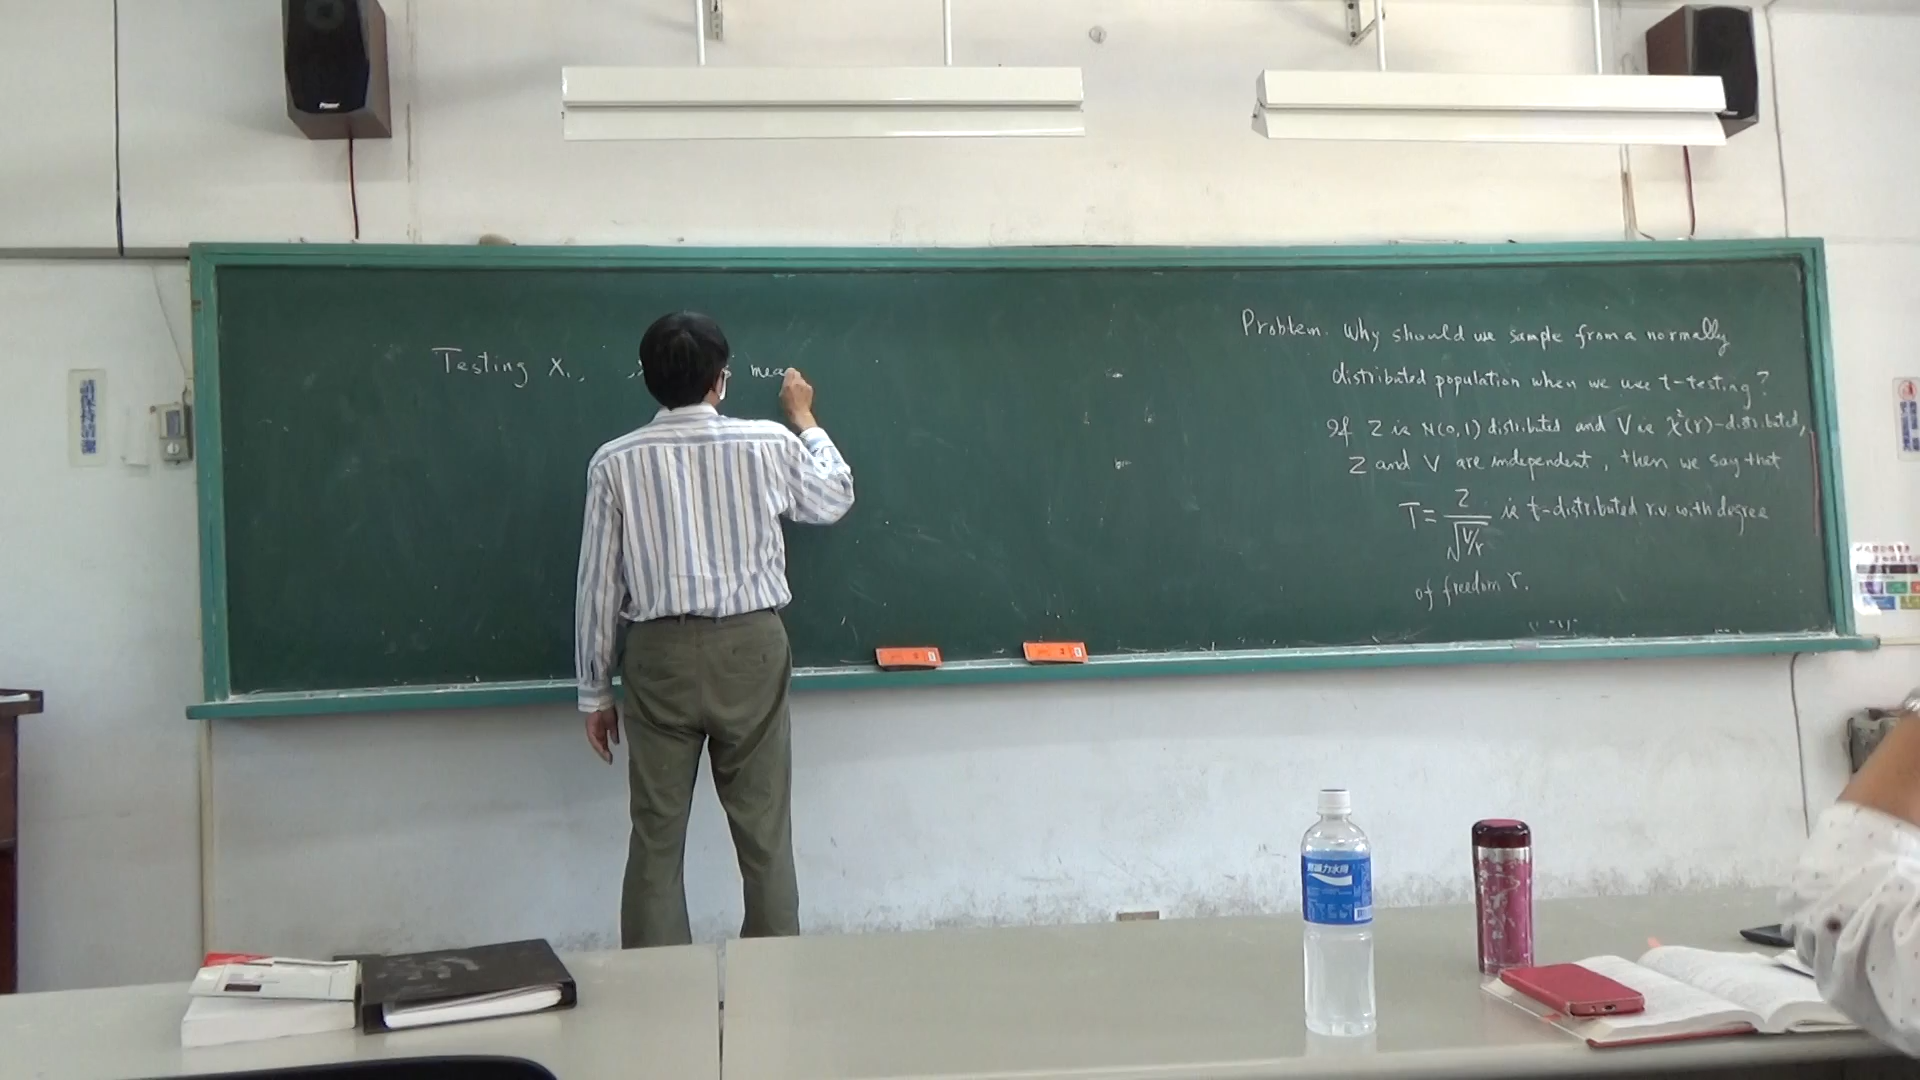 Testing X₁, mea
Problem. Why should we sample from a normally
distributed population when we use t-testing?
If Z is N(0,1) distributed and V is χ²(r)-distributed,
Z and V are independent, then we say that
T = Z / √(V/r) is t-distributed r.v. with degree
of freedom r.